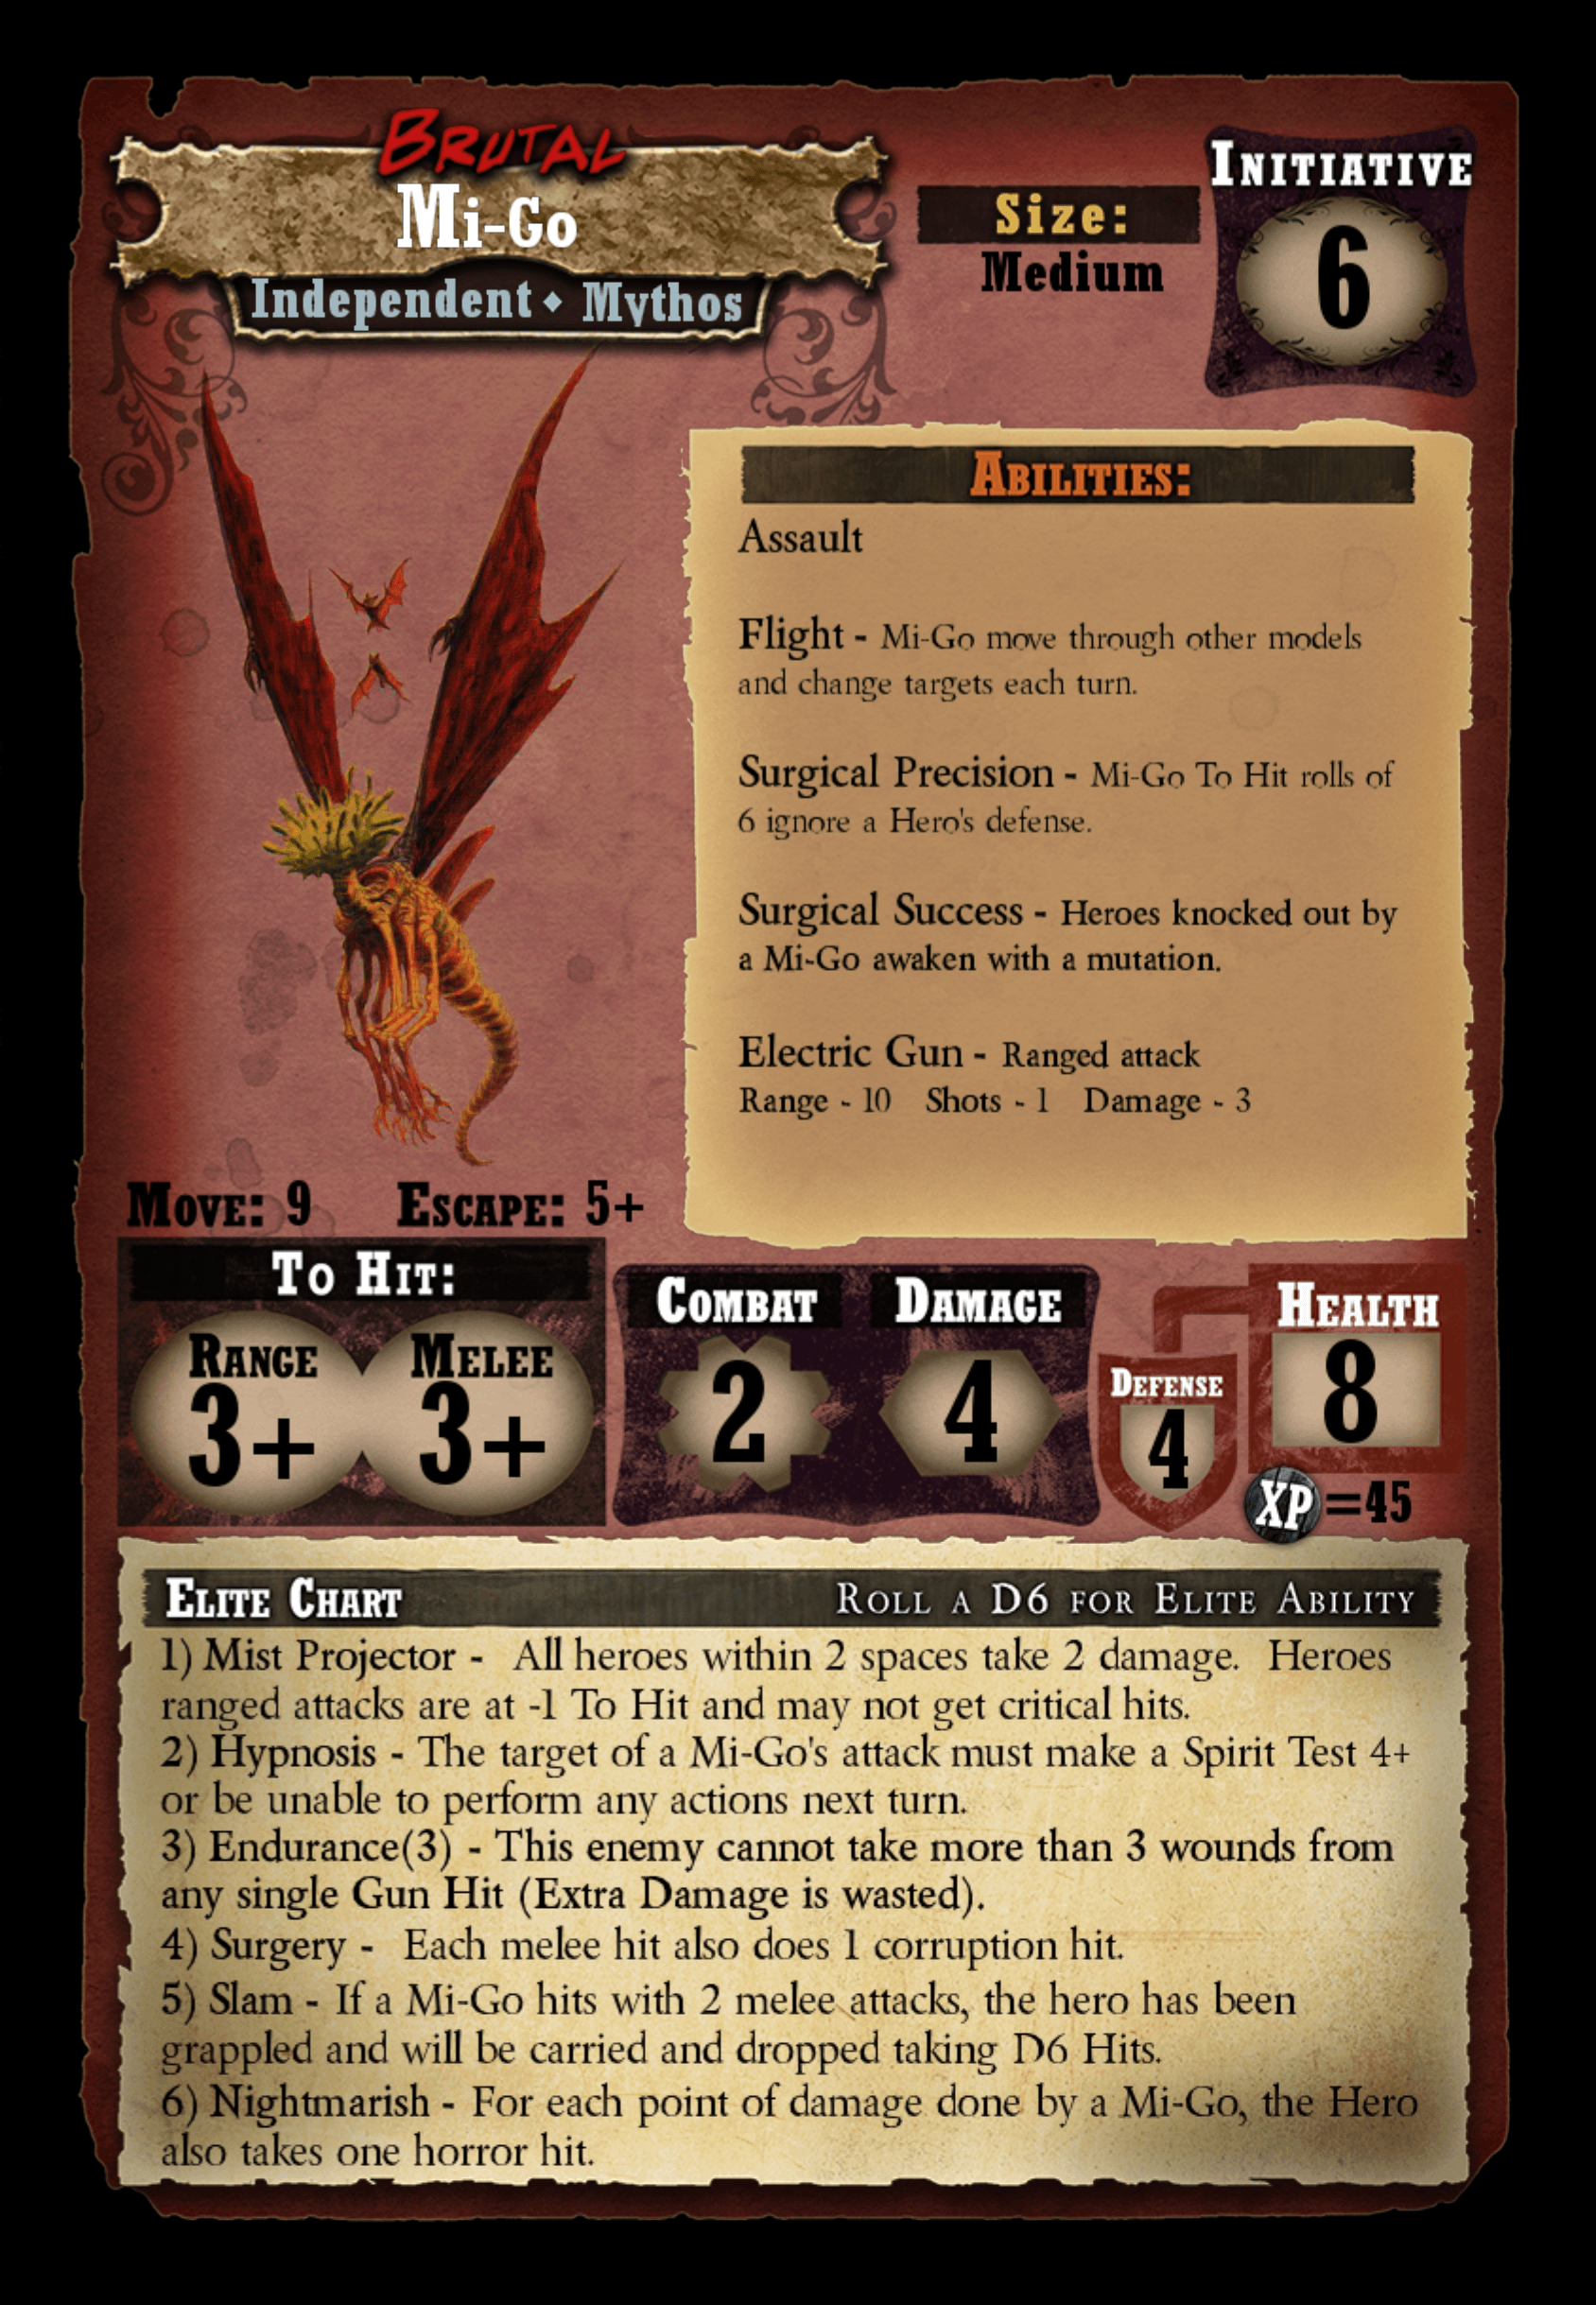 Brutal
Mi-Go
Independent ⬥ Mythos
Size:
Medium
Initiative
6
Abilities:
Assault
Flight - Mi-Go move through other models
and change targets each turn.
Surgical Precision - Mi-Go To Hit rolls of
6 ignore a Hero's defense.
Surgical Success - Heroes knocked out by
a Mi-Go awaken with a mutation.
Electric Gun - Ranged attack
Range - 10 Shots - 1 Damage - 3
Move: 9 Escape: 5+
To Hit:
Range Melee
3+ 3+
Combat
2
Damage
4
Defense
4
Health
8
XP =45
Elite Chart Roll a D6 for Elite Ability
1) Mist Projector - All heroes within 2 spaces take 2 damage. Heroes
ranged attacks are at -1 To Hit and may not get critical hits.
2) Hypnosis - The target of a Mi-Go's attack must make a Spirit Test 4+
or be unable to perform any actions next turn.
3) Endurance(3) - This enemy cannot take more than 3 wounds from
any single Gun Hit (Extra Damage is wasted).
4) Surgery - Each melee hit also does 1 corruption hit.
5) Slam - If a Mi-Go hits with 2 melee attacks, the hero has been
grappled and will be carried and dropped taking D6 Hits.
6) Nightmarish - For each point of damage done by a Mi-Go, the Hero
also takes one horror hit.